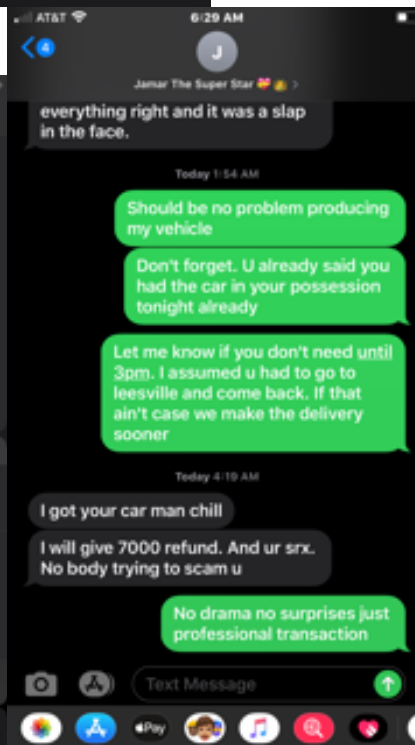 AT&T
6:29 AM
4
J
Jamar The Super Star
everything right and it was a slap
in the face.
Today 1:54 AM
Should be no problem producing
my vehicle
Don't forget. U already said you
had the car in your possession
tonight already
Let me know if you don't need until
3pm. I assumed u had to go to
leesville and come back. If that
ain't case we make the delivery
sooner
Today 4:19 AM
I got your car man chill
I will give 7000 refund. And ur srx.
No body trying to scam u
No drama no surprises just
professional transaction
Text Message
Pay